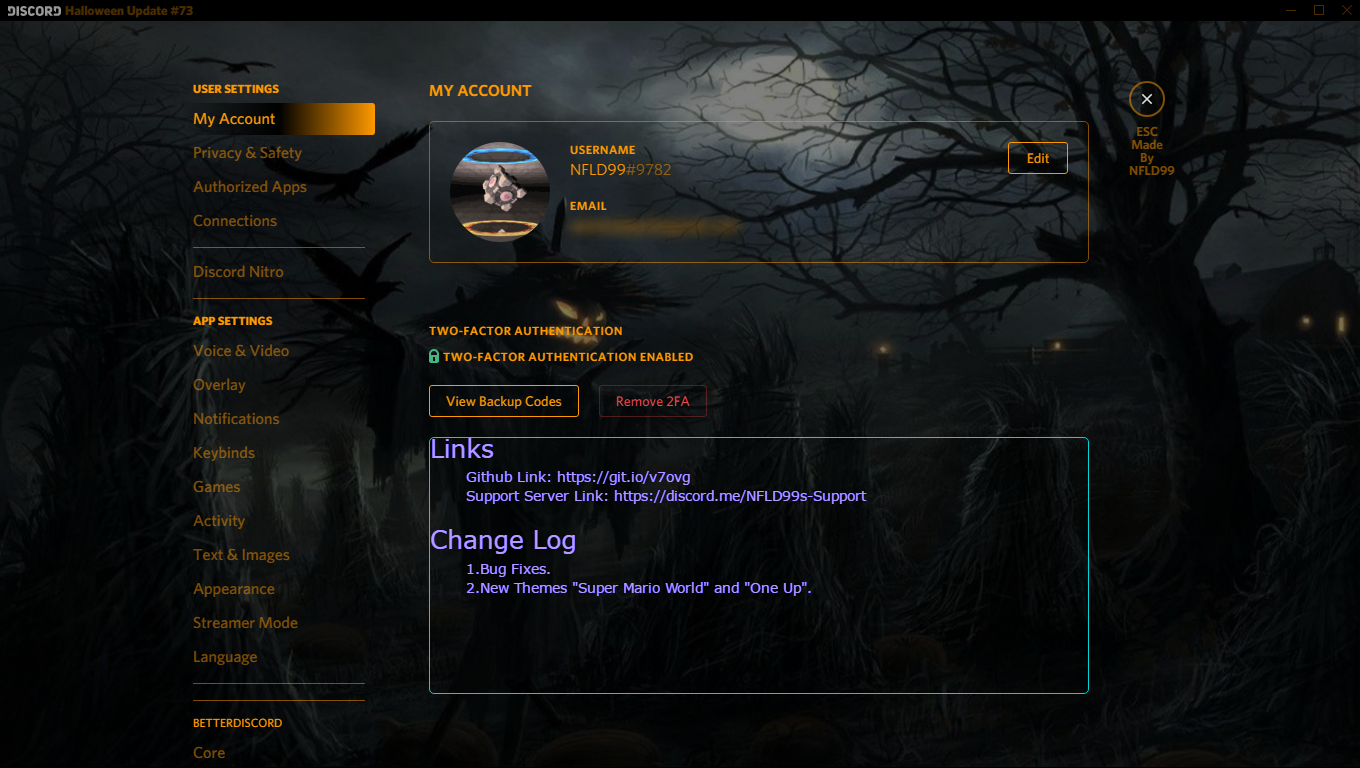 DISCORD Halloween Update #73
USER SETTINGS
My Account
Privacy & Safety
Authorized Apps
Connections
Discord Nitro
APP SETTINGS
Voice & Video
Overlay
Notifications
Keybinds
Games
Activity
Text & Images
Appearance
Streamer Mode
Language
BETTERDISCORD
Core
MY ACCOUNT
USERNAME
NFLD99#9782
EMAIL
Edit
TWO-FACTOR AUTHENTICATION
TWO-FACTOR AUTHENTICATION ENABLED
View Backup Codes
Remove 2FA
Links
Github Link: https://git.io/v7ovg
Support Server Link: https://discord.me/NFLD99s-Support
Change Log
1.Bug Fixes.
2.New Themes "Super Mario World" and "One Up".
ESC
Made
By
NFLD99